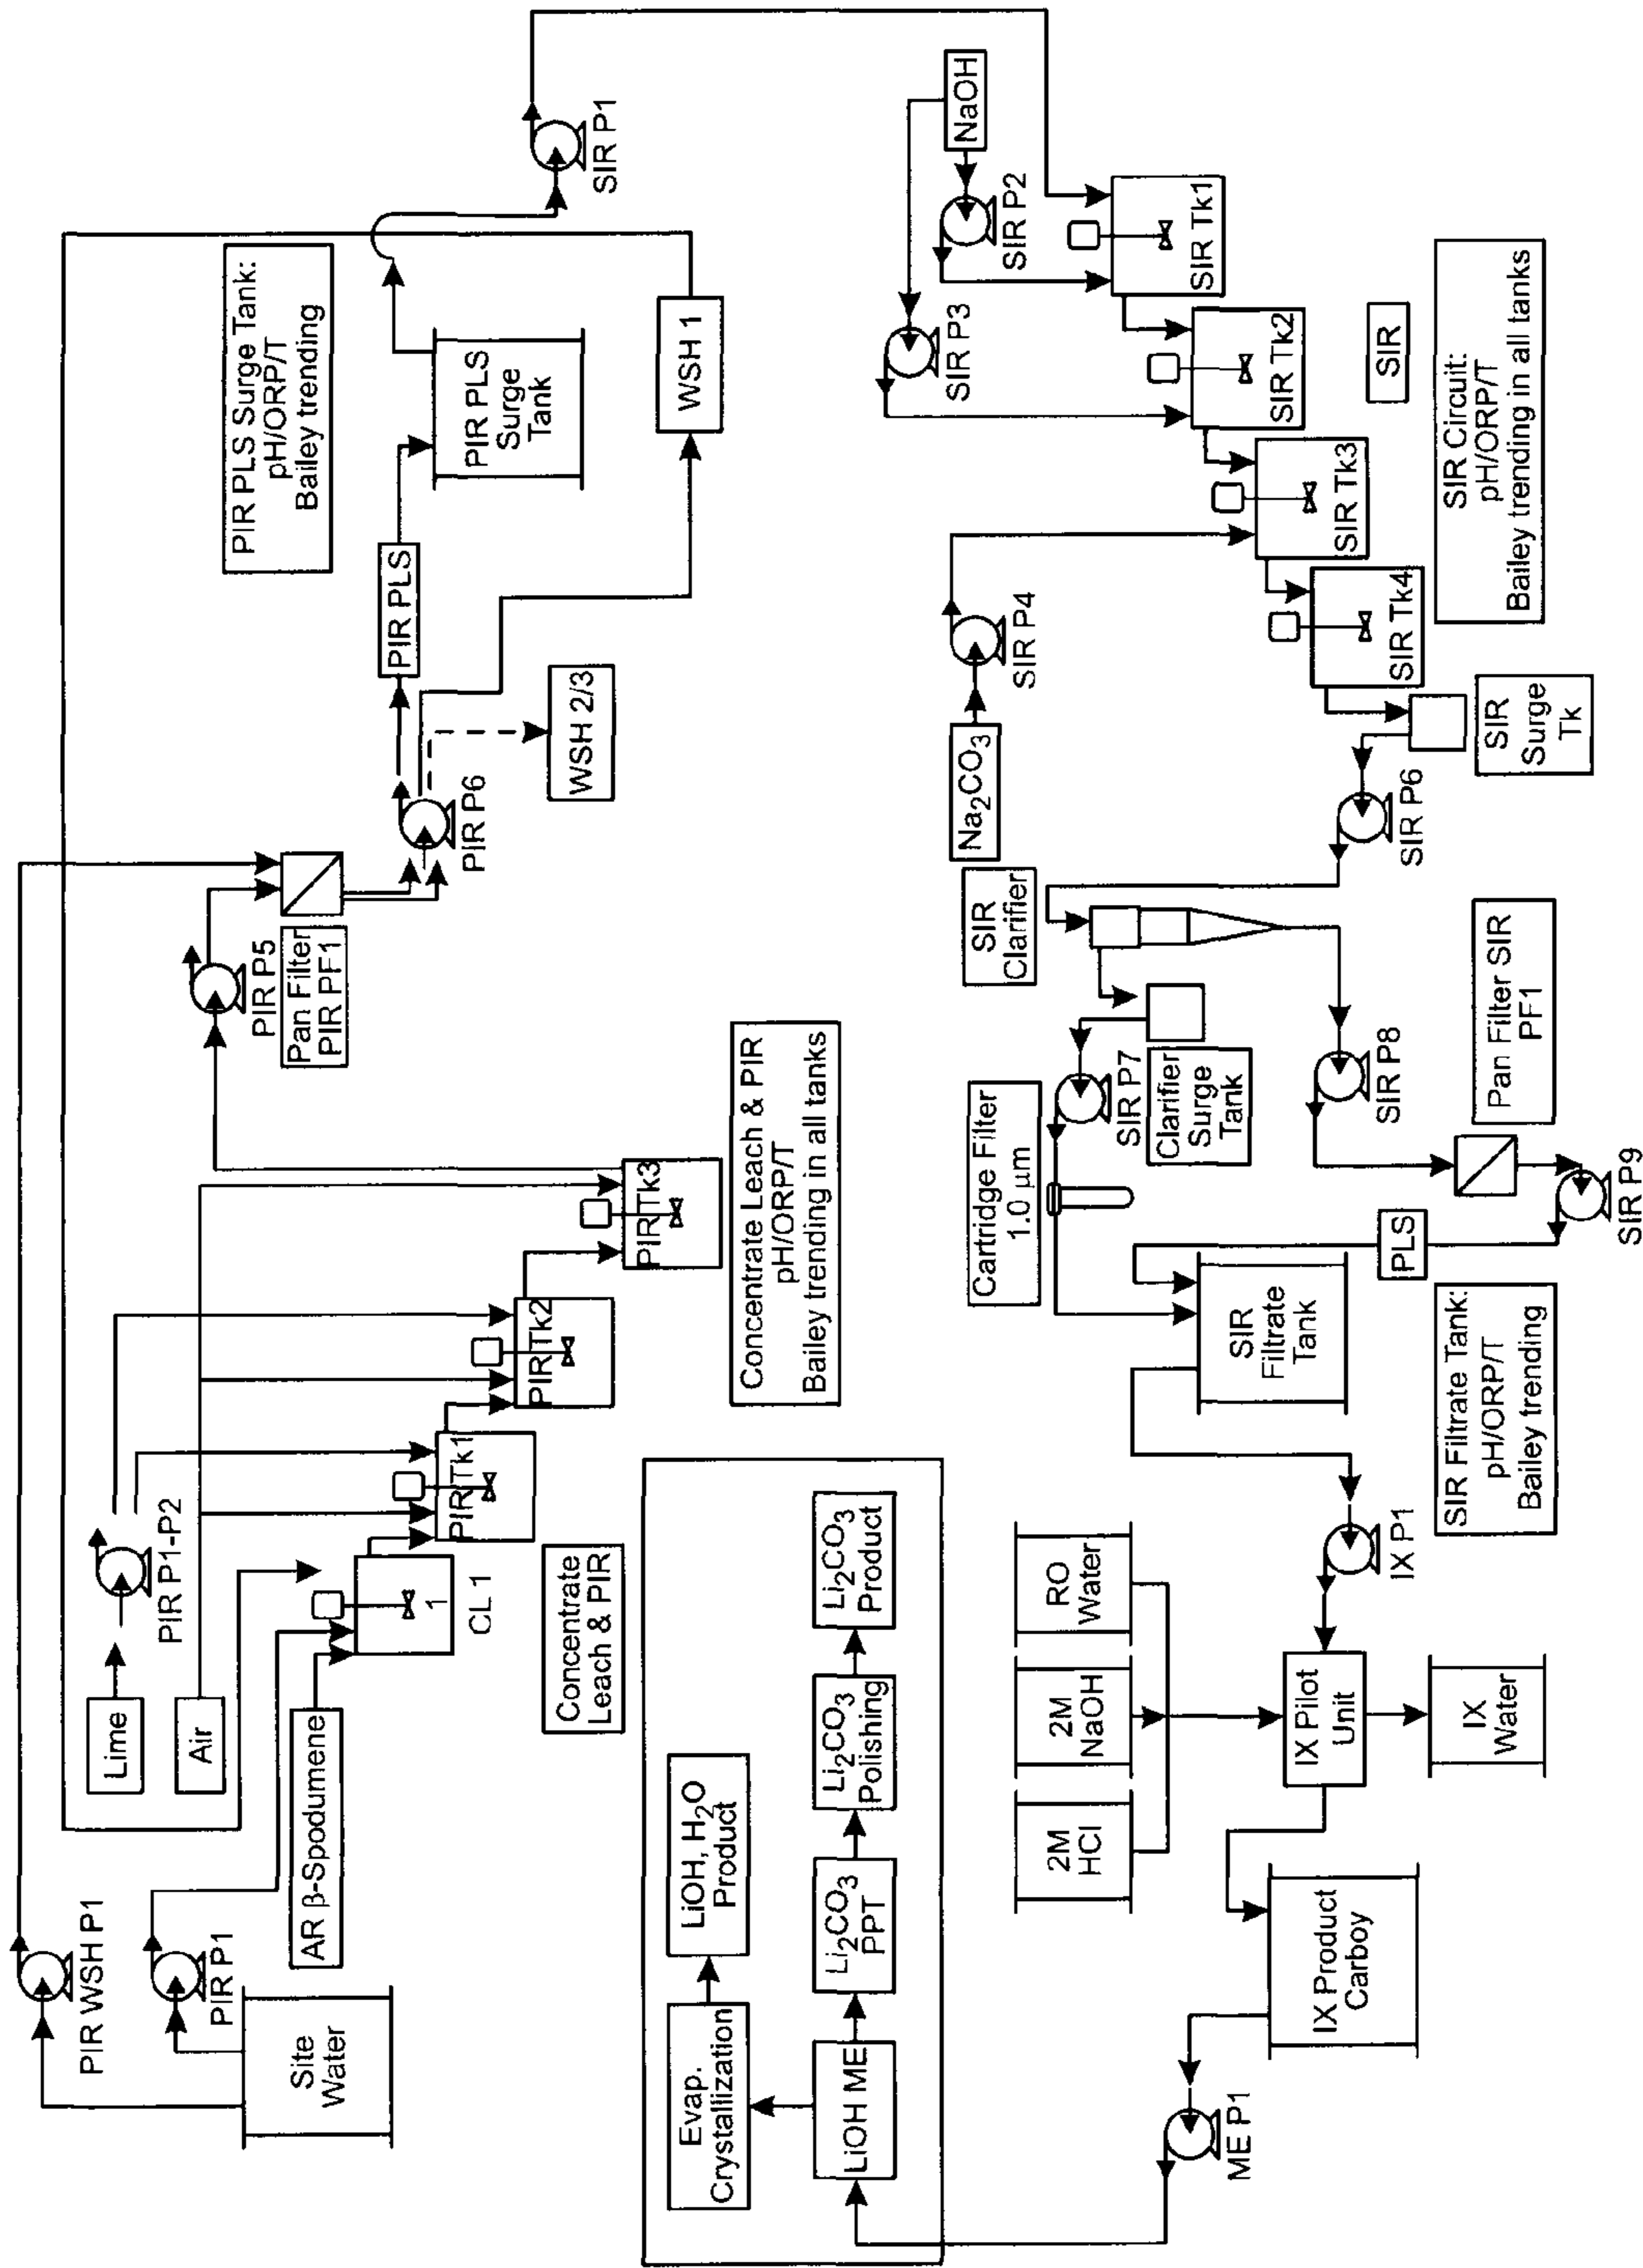 Site
Water
PIR WSH P1
PIR P1
Lime
Air
AR β-Spodumene
PIR P1-P2
1
CL 1
Concentrate
Leach & PIR
PIR Tk1
PIR Tk2
PIR Tk3
Concentrate Leach & PIR
pH/ORP/T
Bailey trending in all tanks
PIR P5
Pan Filter
PIR PF1
PIR P6
WSH 2/3
PIR PLS
PIR PLS
Surge
Tank
PIR PLS Surge Tank:
pH/ORP/T
Bailey trending
WSH 1
SIR P1
NaOH
SIR P2
SIR P3
SIR Tk1
SIR Tk2
SIR Tk3
SIR Tk4
SIR
SIR Circuit:
pH/ORP/T
Bailey trending in all tanks
Na2CO3
SIR P4
SIR
Surge
Tk
SIR P6
SIR
Clarifier
SIR P7
Clarifier
Surge
Tank
Cartridge Filter
1.0 µm
SIR P8
Pan Filter SIR
PF1
SIR P9
PLS
SIR
Filtrate
Tank
SIR Filtrate Tank:
pH/ORP/T
Bailey trending
IX P1
RO
Water
2M
NaOH
2M
HCl
IX Pilot
Unit
IX
Water
IX Product
Carboy
ME P1
LiOH ME
Evap.
Crystallization
LiOH, H2O
Product
Li2CO3
PPT
Li2CO3
Polishing
Li2CO3
Product